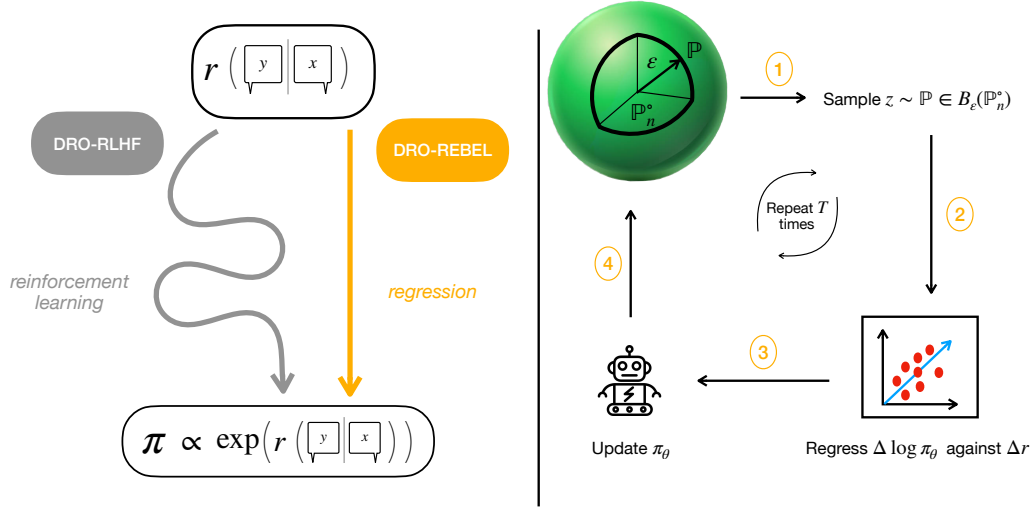 r ( y | x )
DRO-RLHF
DRO-REBEL
reinforcement
learning
regression
π ∝ exp( r ( y | x ) )
ε
ℙ
ℙ°ₙ
1
Sample z ∼ ℙ ∈ B_ε(ℙ°ₙ)
2
Repeat T
times
4
3
Update π_θ
Regress Δ log π_θ against Δr